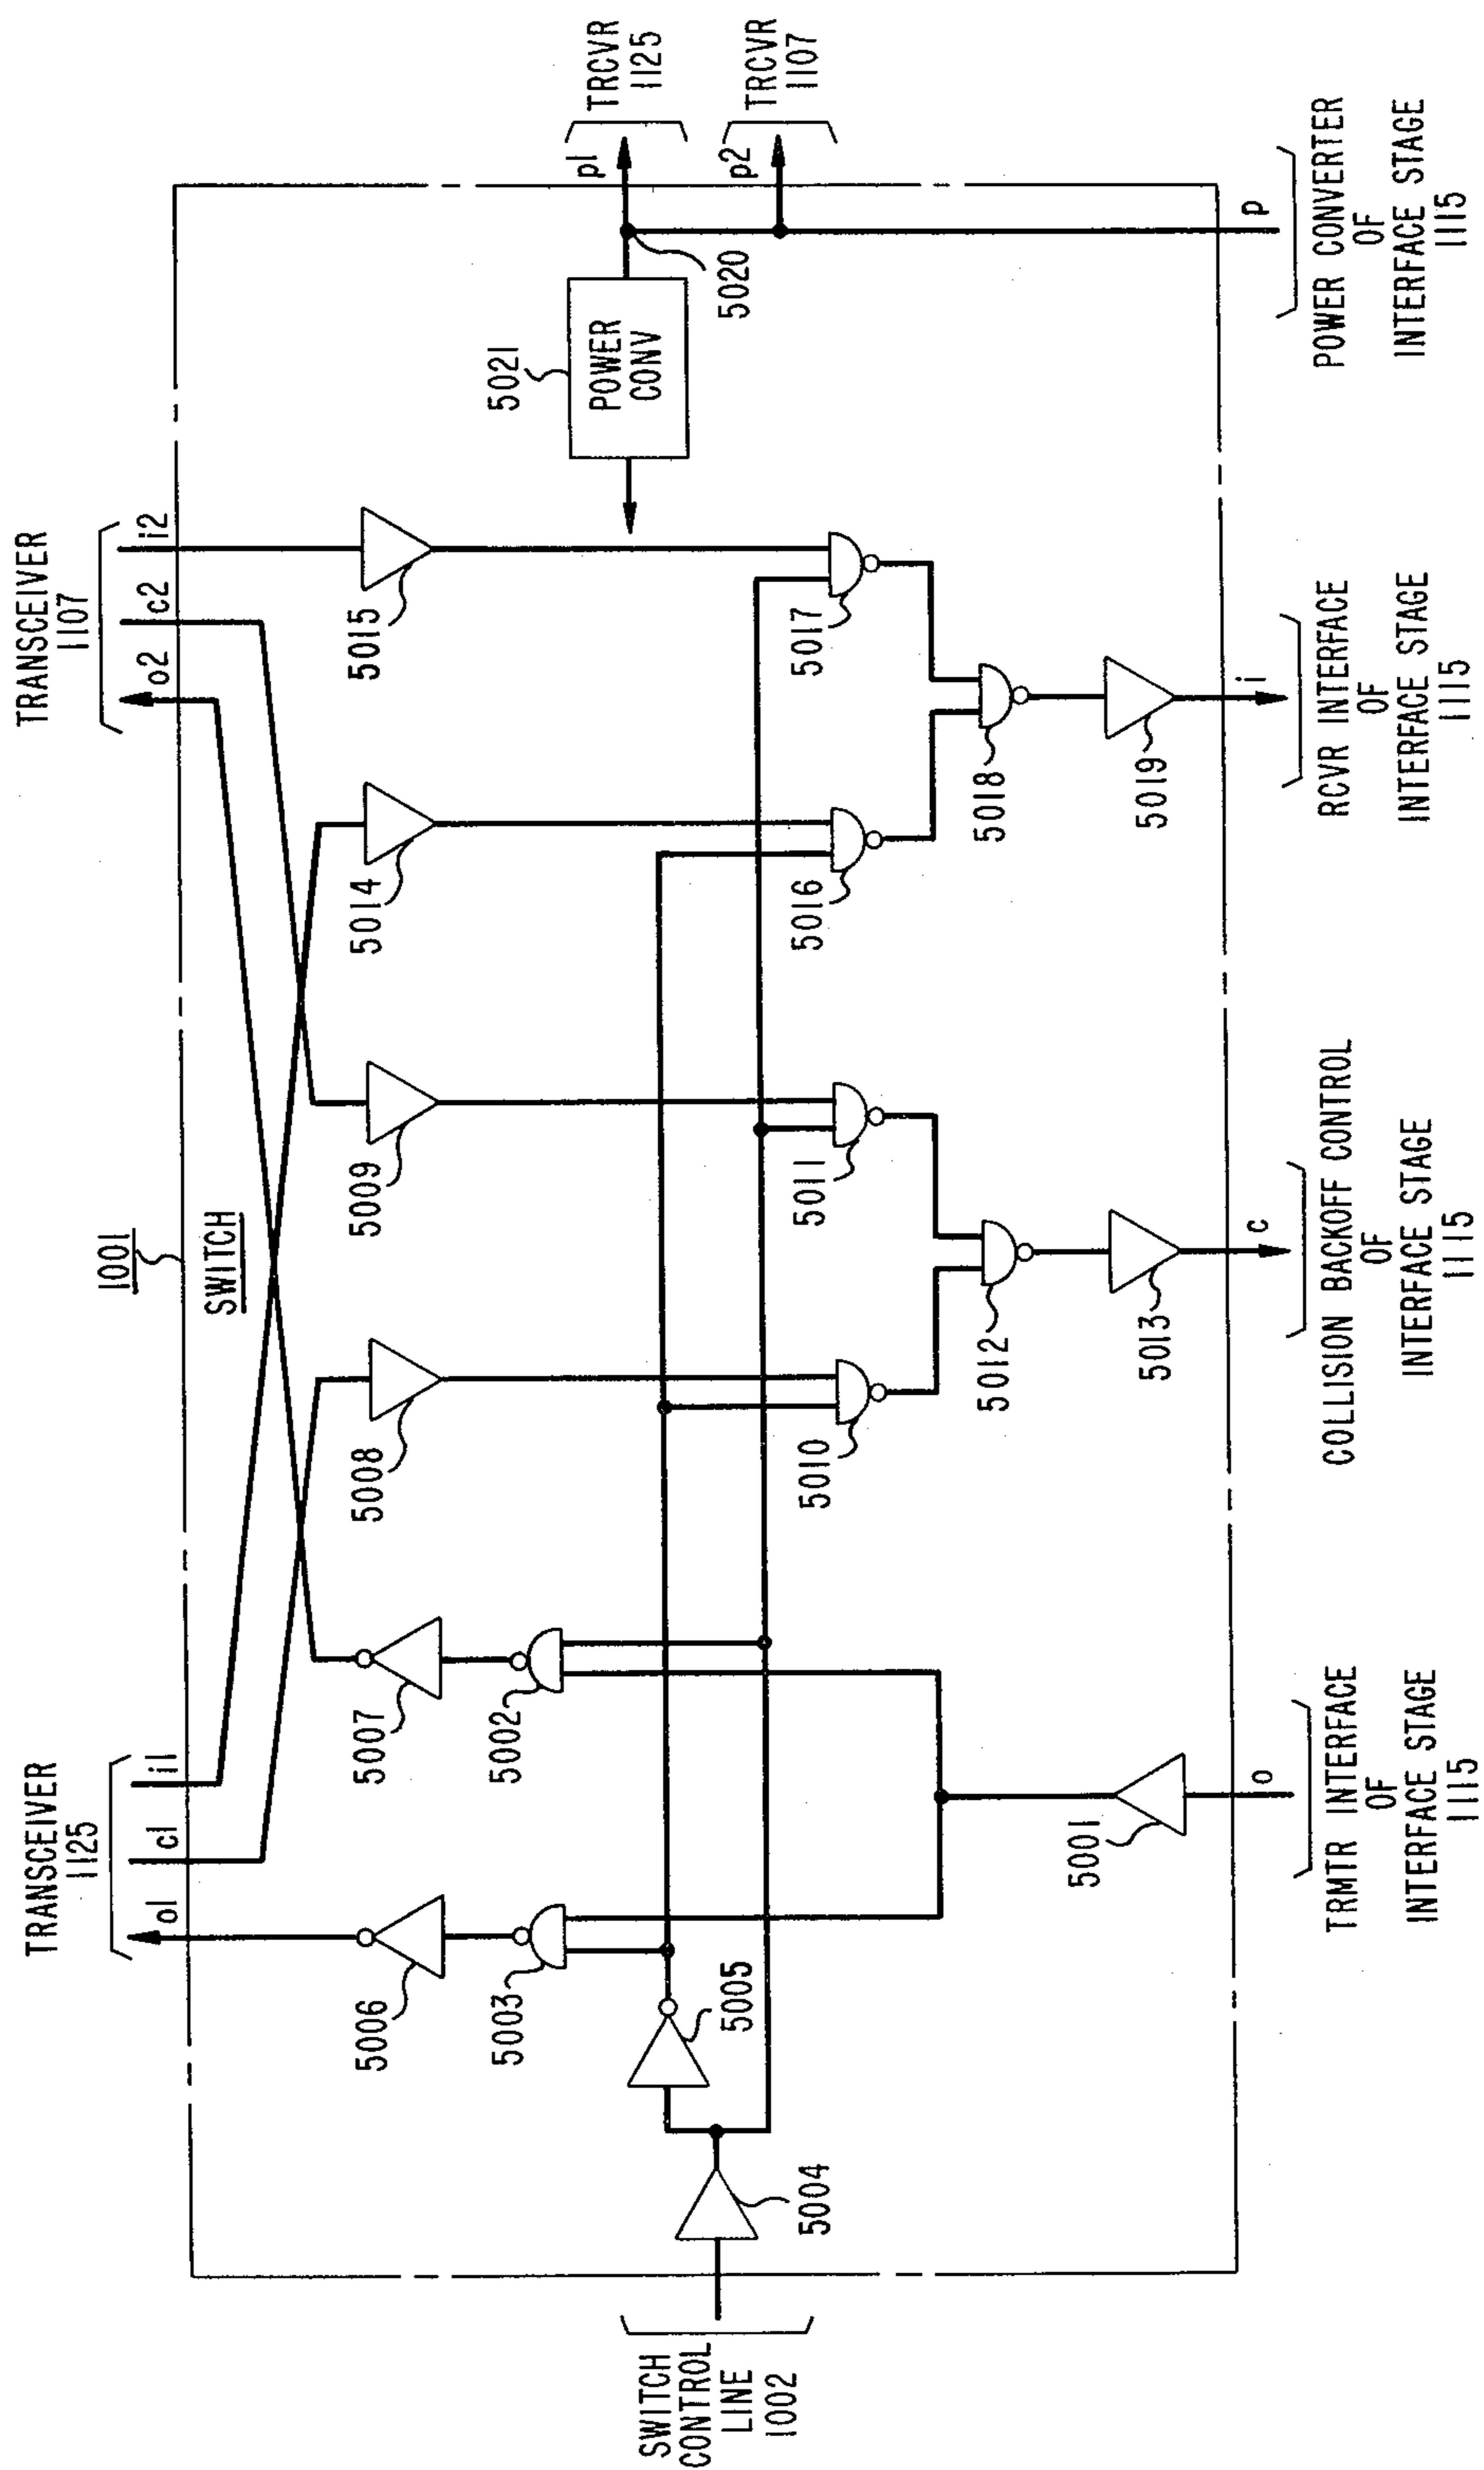 TRANSCEIVER
1125
o1
c1
i1
TRANSCEIVER
1107
o2
c2
i2
1001
SWITCH
5006
5007
5008
5009
5014
5015
5003
5002
5021
POWER
CONV
5020
p1
p2
TRCVR
1125
TRCVR
1107
SWITCH
CONTROL
LINE
1002
5004
5005
5010
5011
5016
5017
5012
5018
5001
5013
5019
o
c
i
p
TRMTR INTERFACE
OF
INTERFACE STAGE
1115
COLLISION BACKOFF CONTROL
OF
INTERFACE STAGE
1115
RCVR INTERFACE
OF
INTERFACE STAGE
1115
POWER CONVERTER
OF
INTERFACE STAGE
1115